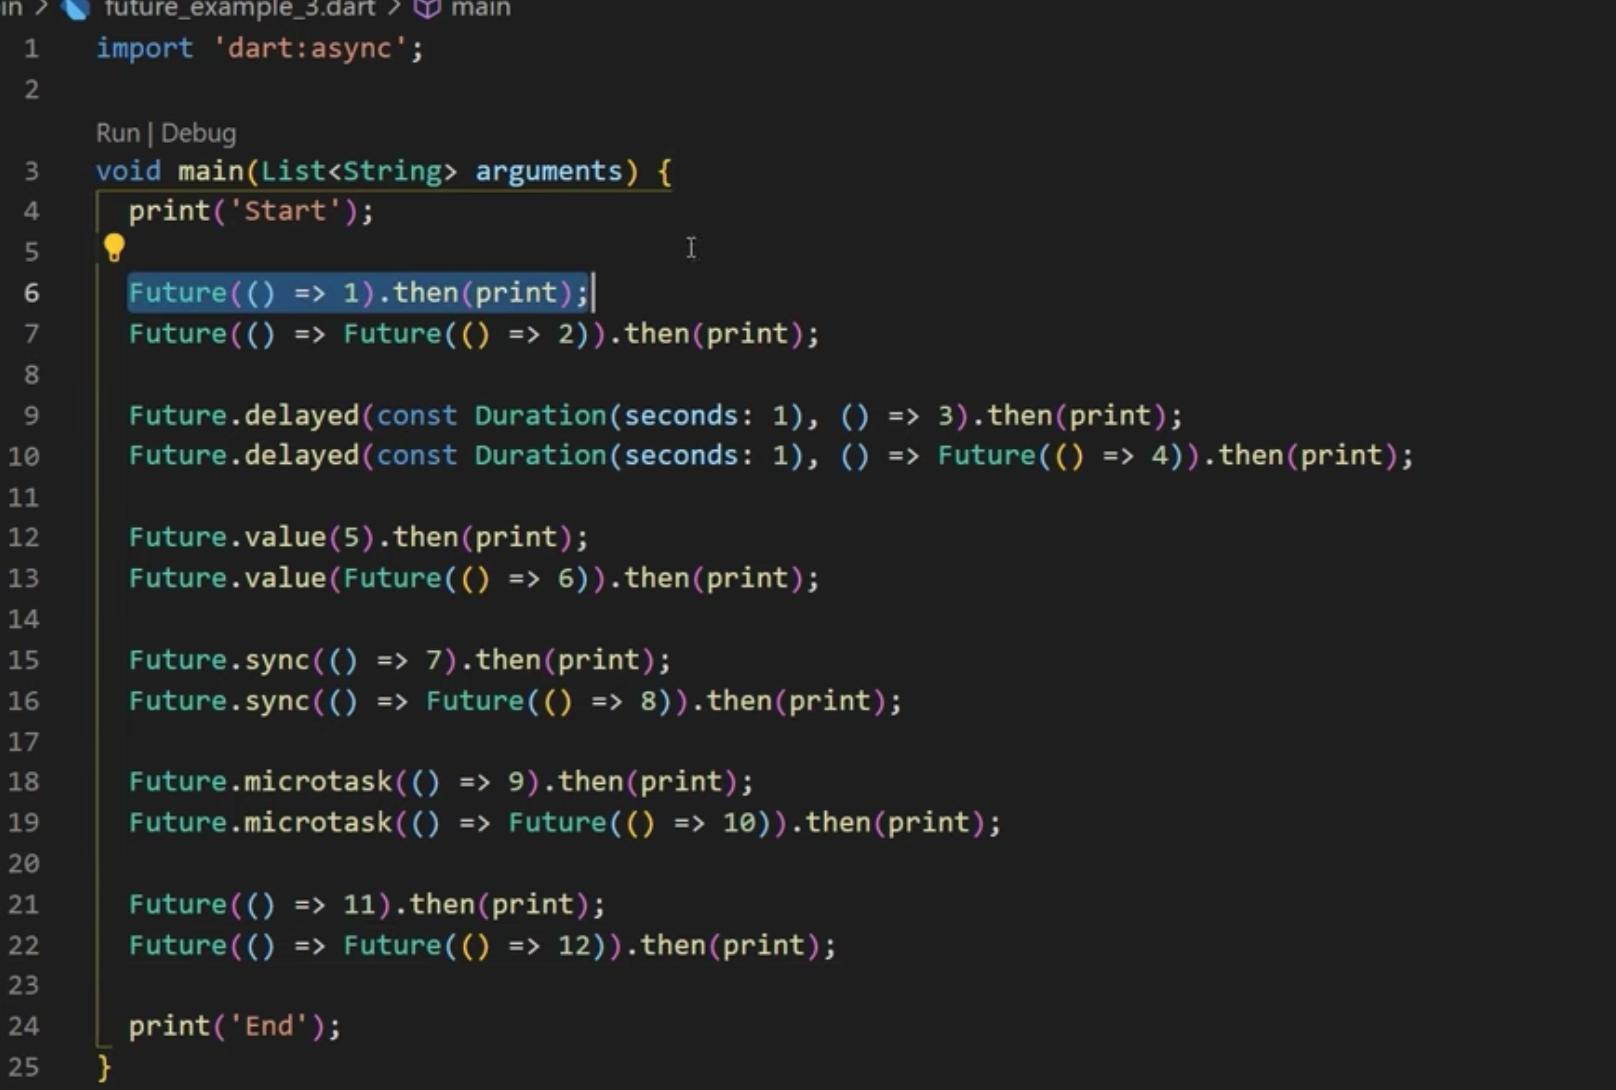 in > future_example_3.dart > main
1 import 'dart:async';
2
Run | Debug
3 void main(List<String> arguments) {
4 print('Start');
5
6 Future(() => 1).then(print);
7 Future(() => Future(() => 2)).then(print);
8
9 Future.delayed(const Duration(seconds: 1), () => 3).then(print);
10 Future.delayed(const Duration(seconds: 1), () => Future(() => 4)).then(print);
11
12 Future.value(5).then(print);
13 Future.value(Future(() => 6)).then(print);
14
15 Future.sync(() => 7).then(print);
16 Future.sync(() => Future(() => 8)).then(print);
17
18 Future.microtask(() => 9).then(print);
19 Future.microtask(() => Future(() => 10)).then(print);
20
21 Future(() => 11).then(print);
22 Future(() => Future(() => 12)).then(print);
23
24 print('End');
25 }